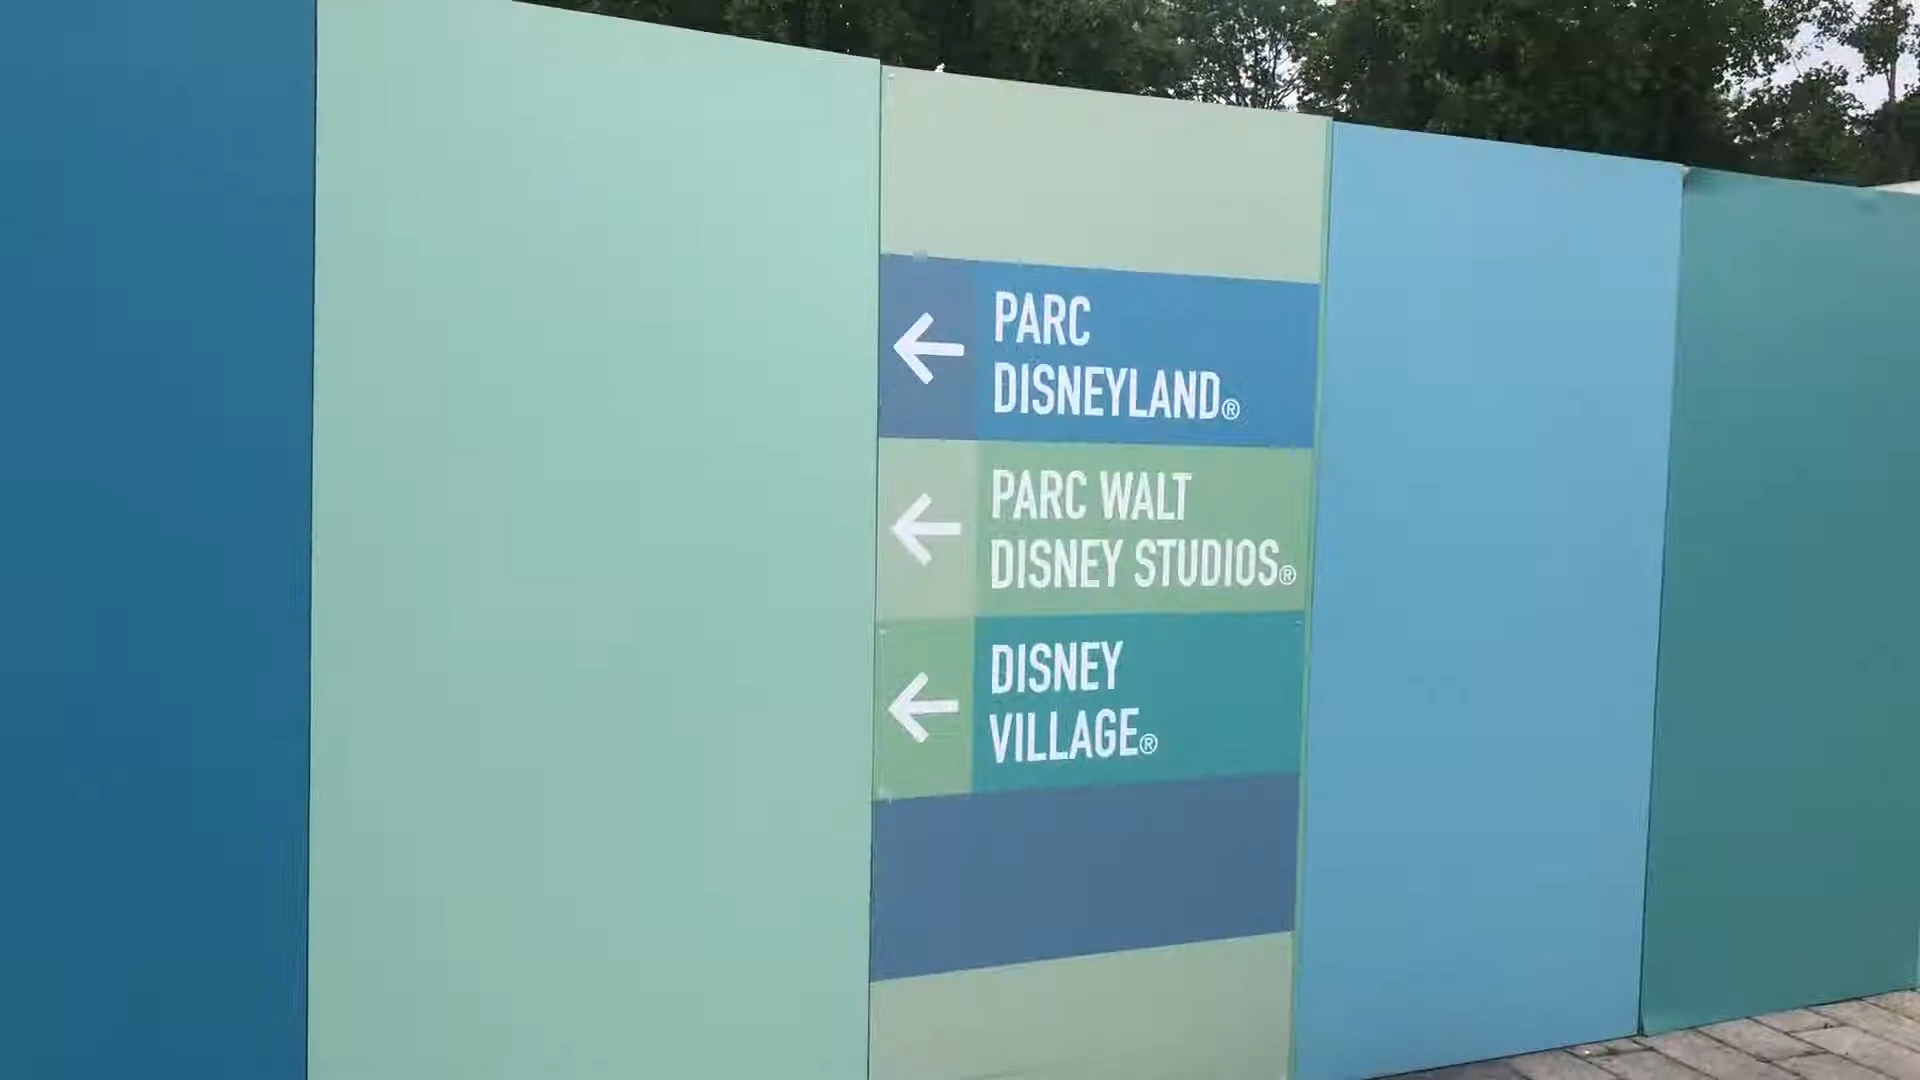 PARC
DISNEYLAND®
PARC WALT
DISNEY STUDIOS®
DISNEY
VILLAGE®